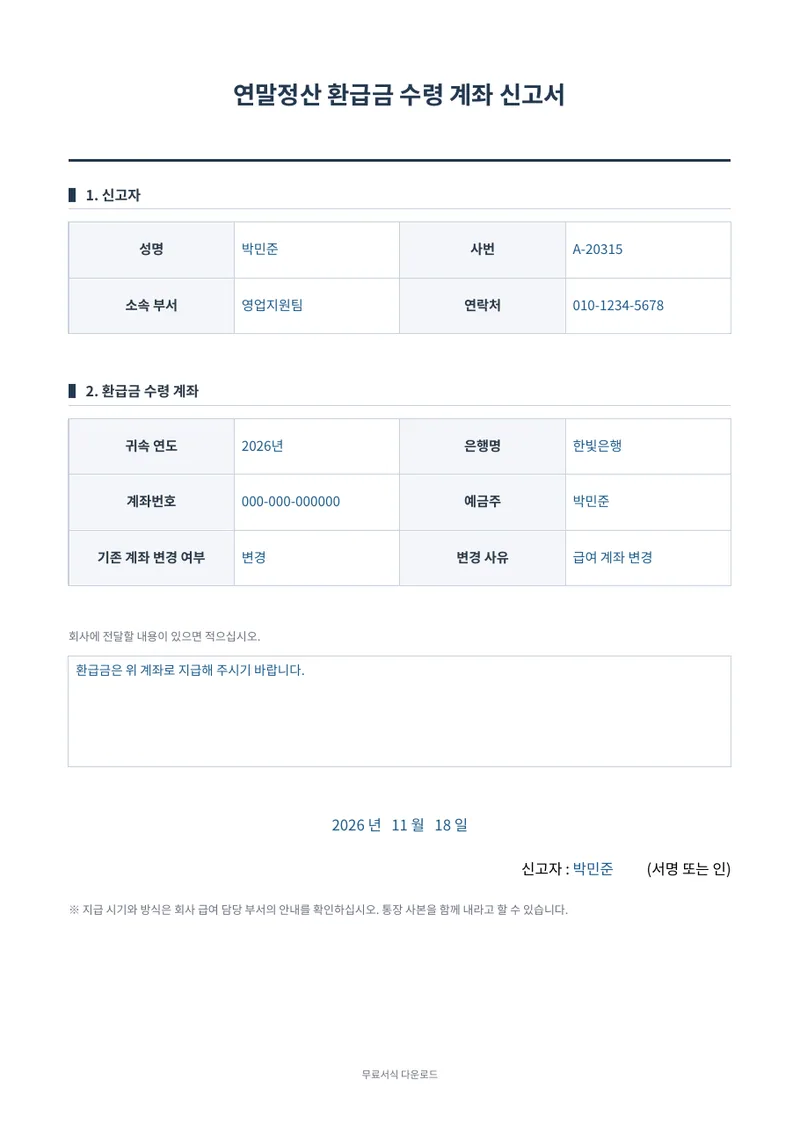 연말정산 환급금 수령 계좌 신고서
1. 신고자
성명 박민준 사번 A-20315
소속 부서 영업지원팀 연락처 010-1234-5678
2. 환급금 수령 계좌
귀속 연도 2026년 은행명 한빛은행
계좌번호 000-000-000000 예금주 박민준
기존 계좌 변경 여부 변경 변경 사유 급여 계좌 변경
회사에 전달할 내용이 있으면 적으십시오.
환급금은 위 계좌로 지급해 주시기 바랍니다.
2026 년 11 월 18 일
신고자 : 박민준 (서명 또는 인)
※ 지급 시기와 방식은 회사 급여 담당 부서의 안내를 확인하십시오. 통장 사본을 함께 내라고 할 수 있습니다.
무료서식 다운로드